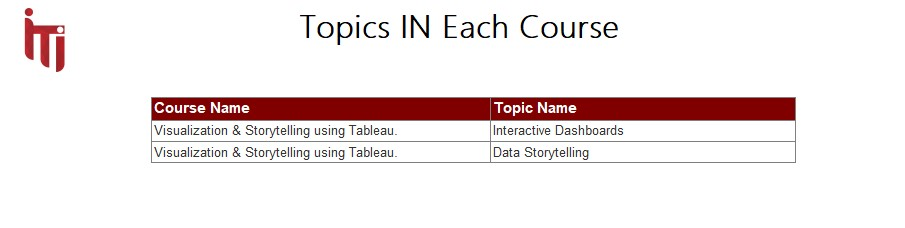 iTi
Topics IN Each Course
Course Name Topic Name
Visualization & Storytelling using Tableau. Interactive Dashboards
Visualization & Storytelling using Tableau. Data Storytelling